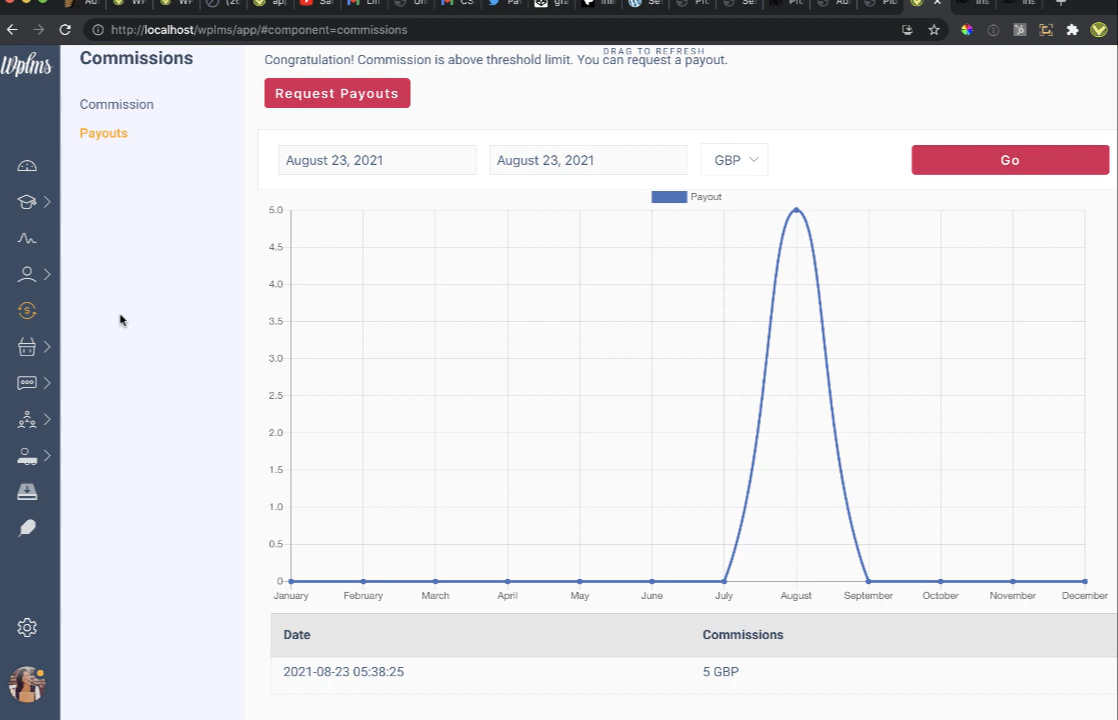 http://localhost/wplms/app/#component=commissions
Wplms
Commissions
Commission
Payouts
DRAG TO REFRESH
Congratulation! Commission is above threshold limit. You can request a payout.
Request Payouts
August 23, 2021
August 23, 2021
GBP
Go
Payout
5.0
4.5
4.0
3.5
3.0
2.5
2.0
1.5
1.0
0.5
0
January February March April May June July August September October November December
Date Commissions
2021-08-23 05:38:25 5 GBP